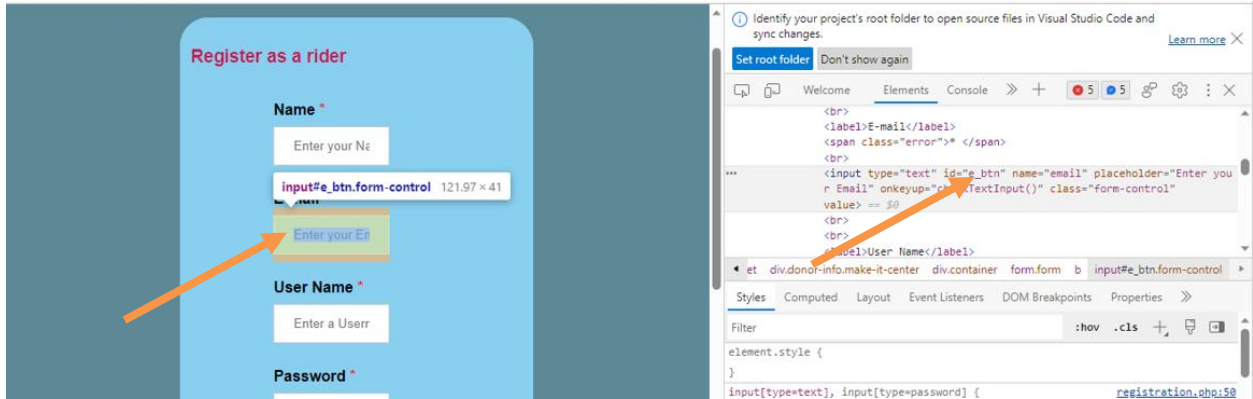 Register as a rider
Name *
Enter your Na
input#e_btn.form-control 121.97 × 41
Enter your En
User Name *
Enter a Userr
Password *
Identify your project's root folder to open source files in Visual Studio Code and
sync changes.
Learn more
Set root folder Don't show again
Welcome Elements Console 5 5
<br>
<label>E-mail</label>
<span class="error">* </span>
<br>
<input type="text" id="e_btn" name="email" placeholder="Enter you
r Email" onkeyup="ch TextInput()" class="form-control"
value> == $0
<br>
<br>
<label>User Name</label>
et div.donor-info.make-it-center div.container form.form b input#e_btn.form-control
Styles Computed Layout Event Listeners DOM Breakpoints Properties
Filter :hov .cls
element.style {
}
input[type=text], input[type=password] { registration.php:50